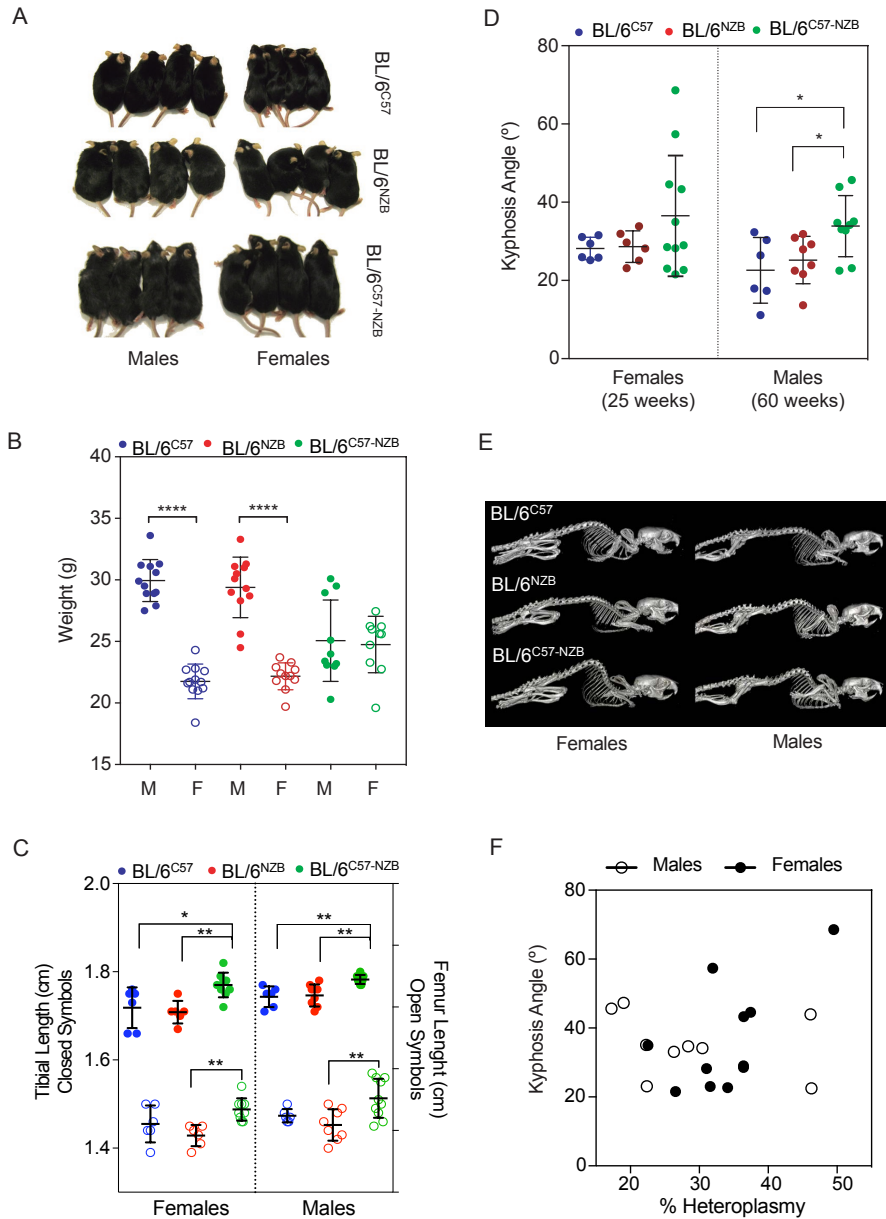 A
BL/6C57
BL/6NZB
BL/6C57-NZB
Males
Females
B
BL/6C57
BL/6NZB
BL/6C57-NZB
Weight (g)
40
35
30
25
20
15
****
****
M
F
M
F
M
F
C
BL/6C57
BL/6NZB
BL/6C57-NZB
Tibial Length (cm)
Closed Symbols
2.0
1.8
1.6
1.4
*
**
**
**
**
**
Femur Lenght (cm)
Open Symbols
Females
Males
D
BL/6C57
BL/6NZB
BL/6C57-NZB
Kyphosis Angle (º)
80
60
40
20
0
*
*
Females
(25 weeks)
Males
(60 weeks)
E
BL/6C57
BL/6NZB
BL/6C57-NZB
Females
Males
F
Males
Females
Kyphosis Angle (º)
80
60
40
20
0
20
30
40
50
% Heteroplasmy